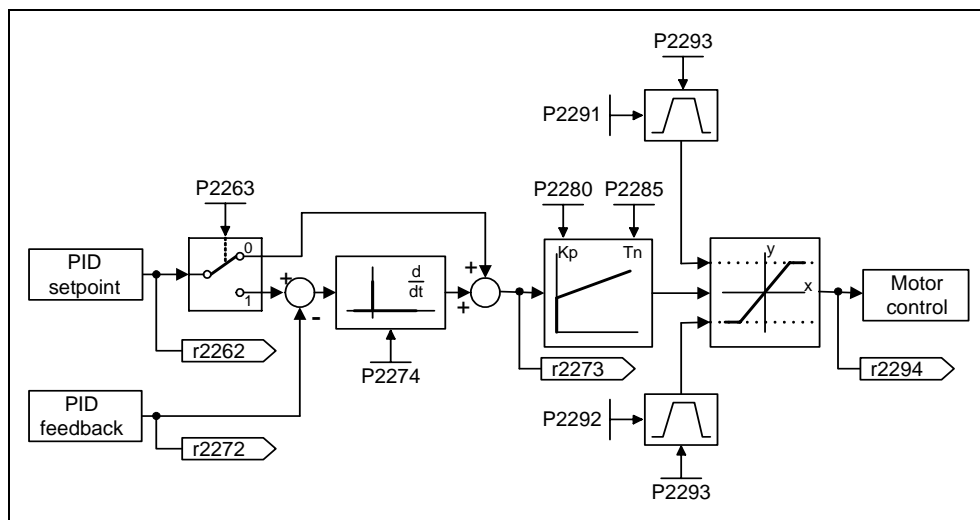 P2293
P2291
P2263
P2280
P2285
PID
setpoint
0
1
+
-
d
dt
+
+
Kp
Tn
y
x
Motor
control
r2262
P2274
r2273
r2294
PID
feedback
r2272
P2292
P2293